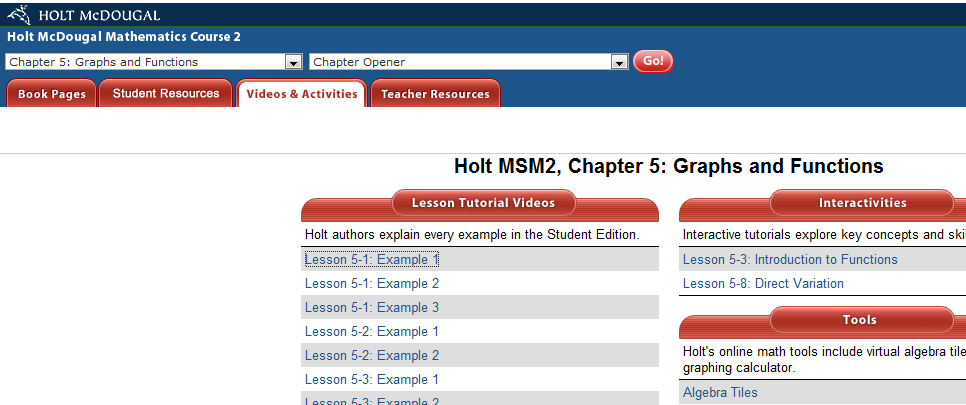 HOLT McDOUGAL
Holt McDougal Mathematics Course 2
Chapter 5: Graphs and Functions
Chapter Opener
Go!
Book Pages
Student Resources
Videos & Activities
Teacher Resources
Holt MSM2, Chapter 5: Graphs and Functions
Lesson Tutorial Videos
Holt authors explain every example in the Student Edition.
Lesson 5-1: Example 1
Lesson 5-1: Example 2
Lesson 5-1: Example 3
Lesson 5-2: Example 1
Lesson 5-2: Example 2
Lesson 5-3: Example 1
Lesson 5-3: Example 2
Interactivities
Interactive tutorials explore key concepts and ski
Lesson 5-3: Introduction to Functions
Lesson 5-8: Direct Variation
Tools
Holt's online math tools include virtual algebra tile
graphing calculator.
Algebra Tiles